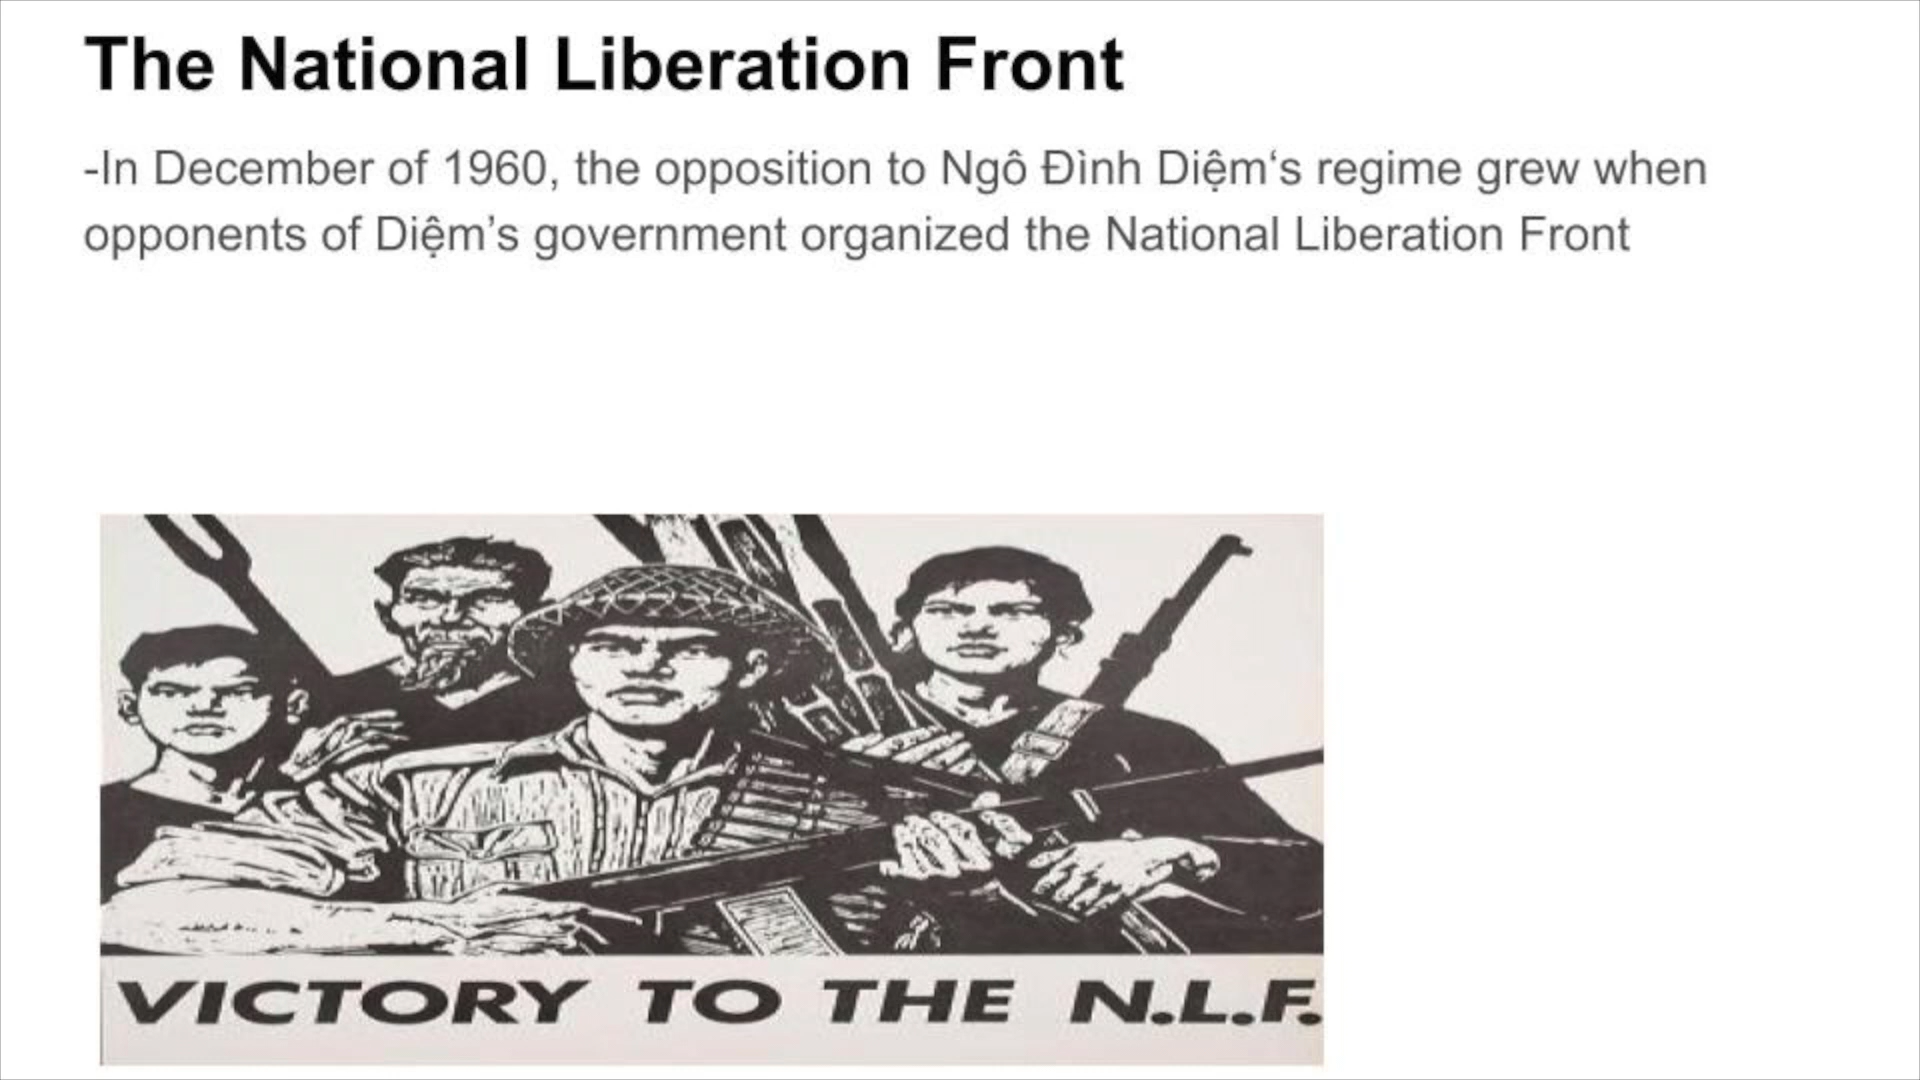 The National Liberation Front
-In December of 1960, the opposition to Ngô Đình Diệm‘s regime grew when
opponents of Diệm’s government organized the National Liberation Front
VICTORY TO THE N.L.F.